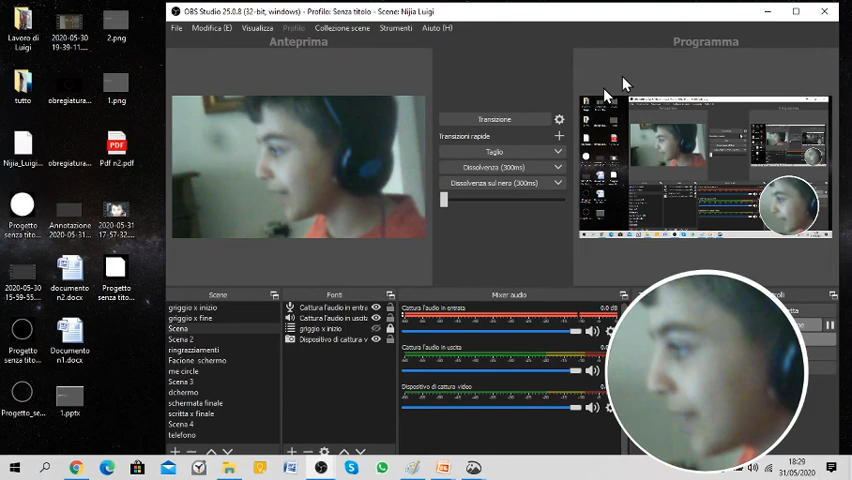 Lavoro di Luigi
2020-05-30 19-39-11....
2.png
tutto
obregiatura...
1.png
Nijia_Luigi...
obregiatura...
Pdf n2.pdf
Progetto senza tito...
Annotazione 2020-05-31...
2020-05-31 17-57-32....
2020-05-30 15-59-55....
documento n2.docx
Progetto senza tito...
Progetto senza tito...
Documento n1.docx
Progetto_se...
1.pptx
OBS Studio 25.0.8 (32-bit, windows) - Profilo: Senza titolo - Scene: Nijia Luigi
File Modifica (E) Visualizza Profilo Collezione scene Strumenti Auto (H)
Anteprima
Programma
Transizione
Transizioni rapide
Taglio
Dissolvenza (300ms)
Dissolvenza sul nero (300ms)
Scene
Fonti
Mixer audio
griggio x inizio
griggio x fine
Scena
Scena 2
ringrazziamenti
Facione schermo
me circle
Scena 3
dchermo
schermata finale
scritta x finale
Scena 4
telefono
Cattura l'audio in entra
Cattura l'audio in uscita
griggio x inizio
Dispositivo di cattura v
Cattura l'audio in entrata 0.0 dB
Cattura l'audio in uscita
Dispositivo di cattura video
18:29
31/05/2020